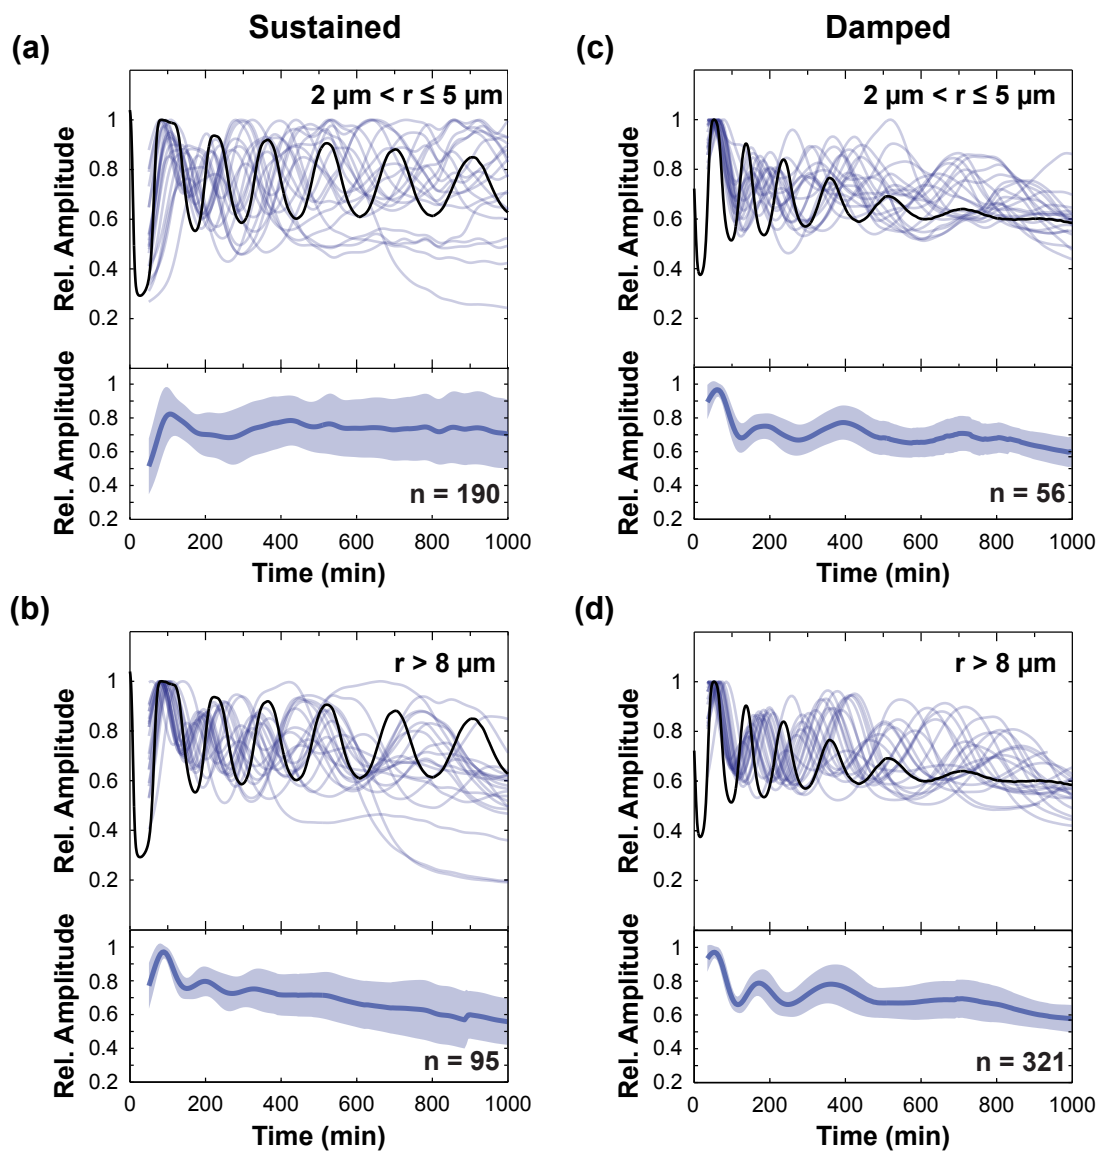 Sustained
Damped
(a)
2 µm < r ≤ 5 µm
Rel. Amplitude
1
0.8
0.6
0.4
0.2
Rel. Amplitude
1
0.8
0.6
0.4
0.2
n = 190
0 200 400 600 800 1000
Time (min)
(c)
2 µm < r ≤ 5 µm
Rel. Amplitude
1
0.8
0.6
0.4
0.2
Rel. Amplitude
1
0.8
0.6
0.4
0.2
n = 56
0 200 400 600 800 1000
Time (min)
(b)
r > 8 µm
Rel. Amplitude
1
0.8
0.6
0.4
0.2
Rel. Amplitude
1
0.8
0.6
0.4
0.2
n = 95
0 200 400 600 800 1000
Time (min)
(d)
r > 8 µm
Rel. Amplitude
1
0.8
0.6
0.4
0.2
Rel. Amplitude
1
0.8
0.6
0.4
0.2
n = 321
0 200 400 600 800 1000
Time (min)